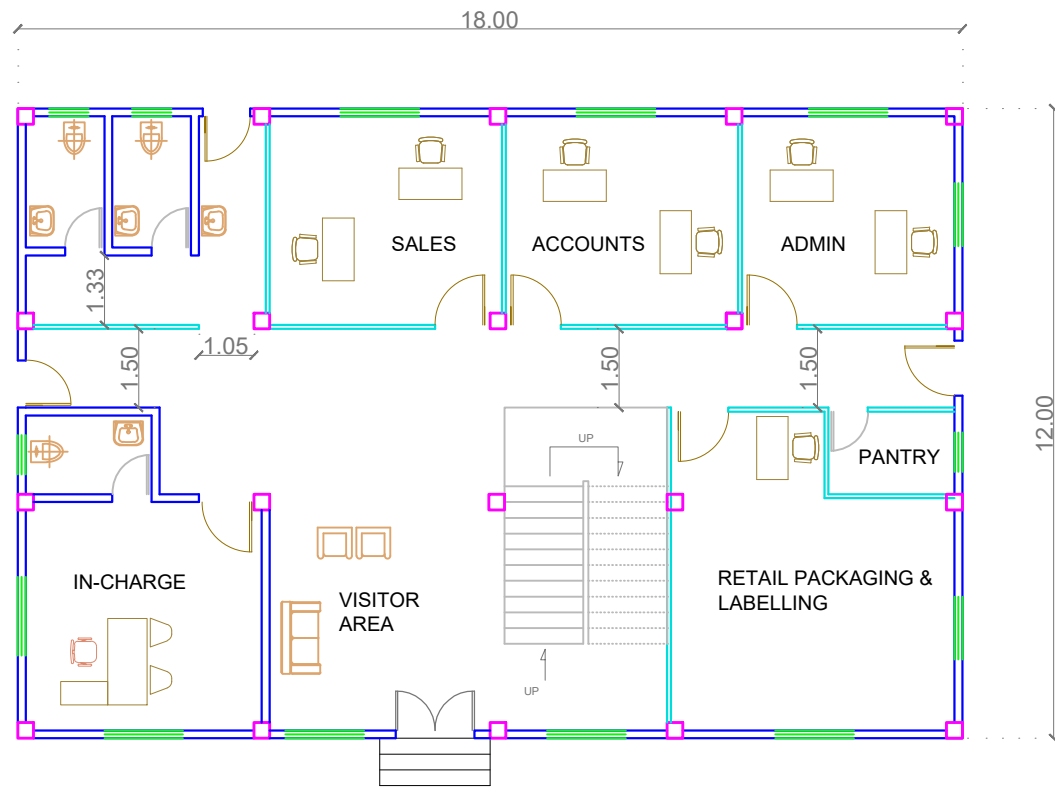 18.00
SALES
ACCOUNTS
ADMIN
1.33
1.05
1.50
1.50
1.50
12.00
UP
PANTRY
IN-CHARGE
VISITOR
AREA
RETAIL PACKAGING &
LABELLING
UP